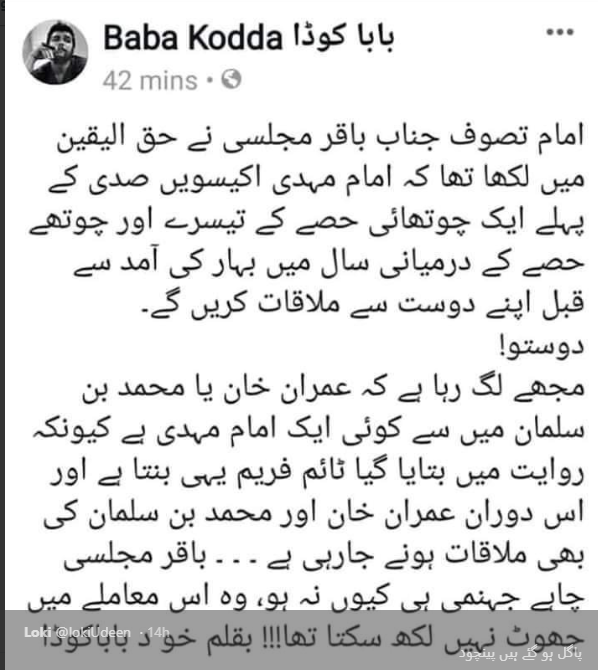 Baba Kodda بابا کوڈا
42 mins
امام تصوف جناب باقر مجلسی نے حق الیقین
میں لکھا تھا کہ امام مہدی اکیسویں صدی کے
پہلے ایک چوتھائی حصے کے تیسرے اور چوتھے
حصے کے درمیانی سال میں بہار کی آمد سے
قبل اپنے دوست سے ملاقات کریں گے۔
دوستو!
مجھے لگ رہا ہے کہ عمران خان یا محمد بن
سلمان میں سے کوئی ایک امام مہدی ہے کیونکہ
روایت میں بتایا گیا ٹائم فریم یہی بنتا ہے اور
اس دوران عمران خان اور محمد بن سلمان کی
بھی ملاقات ہونے جارہی ہے ۔ ۔ ۔ باقر مجلسی
چاہے جہنمی ہی کیوں نہ ہو، وہ اس معاملے میں
جھوٹ نہیں لکھ سکتا تھا!!! بقلم خو د باباکوڈا
Loki @lokiUdeen · 14h
پاگل ہو گئے ہیں پینچود